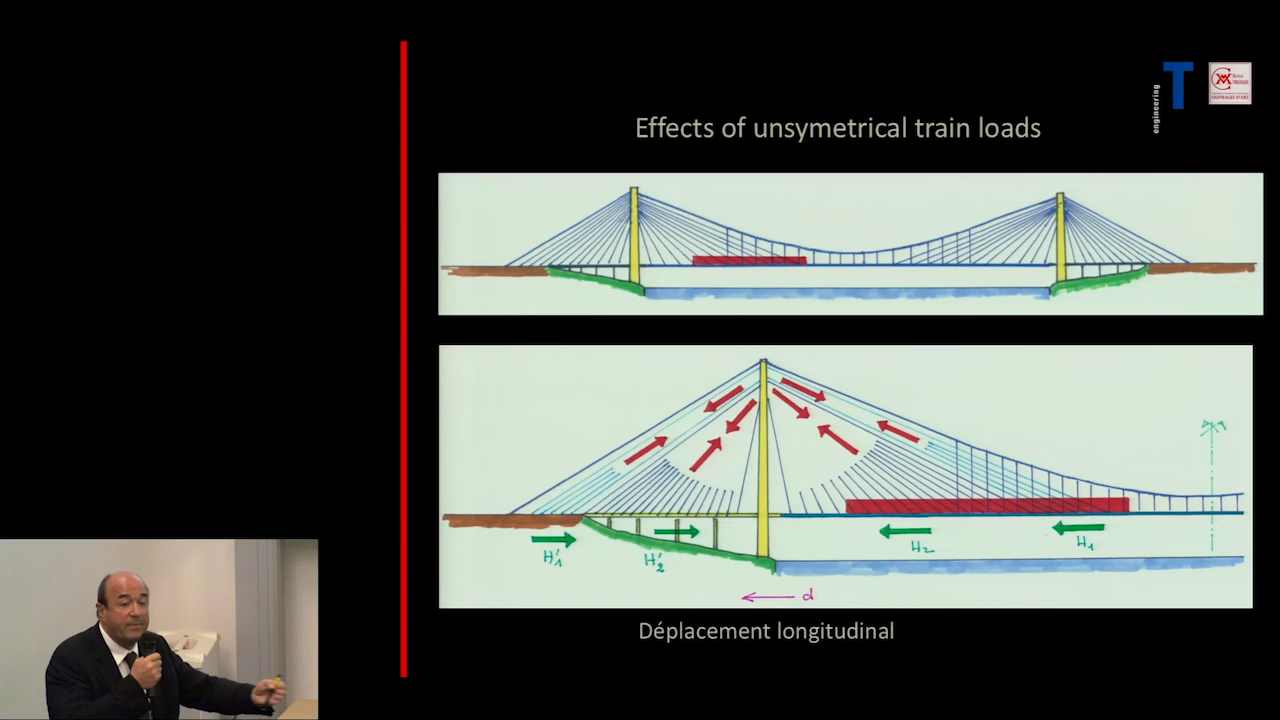 engineering
T
Effects of unsymetrical train loads
H'1
H'2
H2
H1
d
Déplacement longitudinal